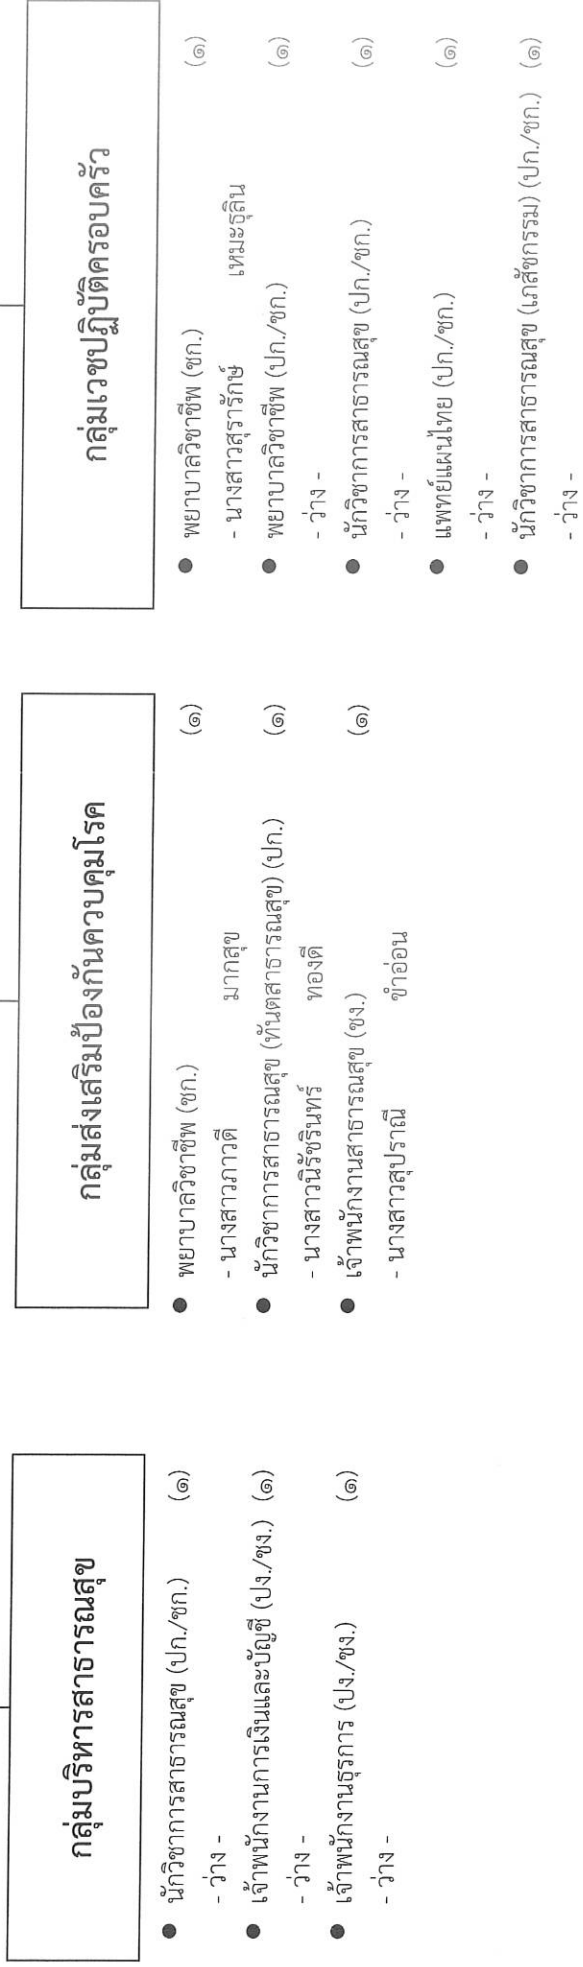 กลุ่มบริหารสาธารณสุข
● นักวิชาการสาธารณสุข (ปก./ชก.) (๑)
- ว่าง -
● เจ้าพนักงานการเงินและบัญชี (ปง./ชง.) (๑)
- ว่าง -
● เจ้าพนักงานธุรการ (ปง./ชง.) (๑)
- ว่าง -
กลุ่มส่งเสริมป้องกันควบคุมโรค
● พยาบาลวิชาชีพ (ชก.) (๑)
- นางสาวภาวดี มากสุข
● นักวิชาการสาธารณสุข (ทันตสาธารณสุข) (ปก.) (๑)
- นางสาวนิรัชรินทร์ ทองดี
● เจ้าพนักงานสาธารณสุข (ชง.) (๑)
- นางสาวสุปราณี ขำอ่อน
กลุ่มเวชปฏิบัติครอบครัว
● พยาบาลวิชาชีพ (ชก.) (๑)
- นางสาวสุรารักษ์ เหมะธุลิน
● พยาบาลวิชาชีพ (ปก./ชก.) (๑)
- ว่าง -
● นักวิชาการสาธารณสุข (ปก./ชก.) (๑)
- ว่าง -
● แพทย์แผนไทย (ปก./ชก.) (๑)
- ว่าง -
● นักวิชาการสาธารณสุข (เภสัชกรรม) (ปก./ชก.) (๑)
- ว่าง -